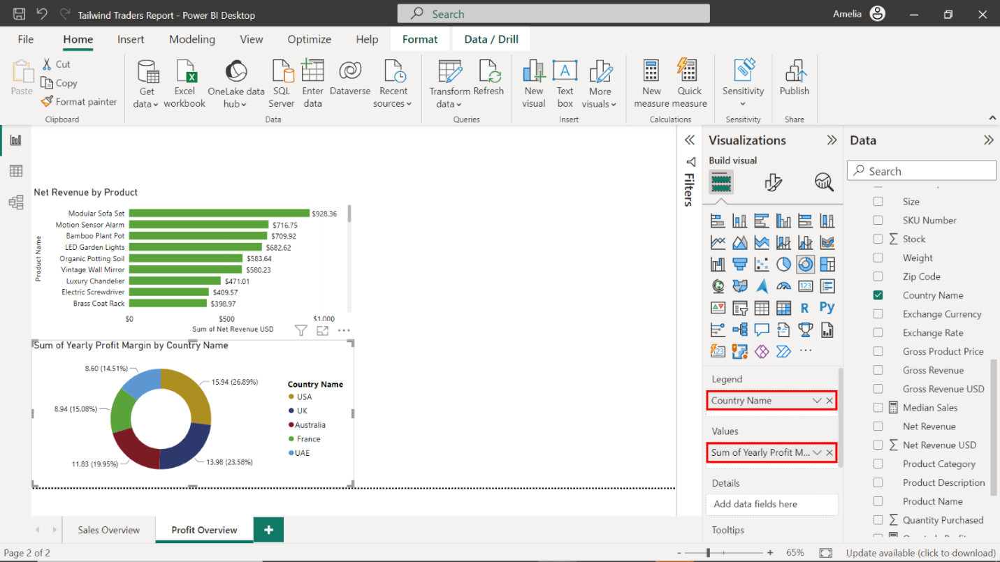 Tailwind Traders Report - Power BI Desktop
Search
Amelia
File
Home
Insert
Modeling
View
Optimize
Help
Format
Data / Drill
Paste
Cut
Copy
Format painter
Clipboard
Get
data
Excel
workbook
OneLake data
hub
SQL
Server
Enter
data
Dataverse
Recent
sources
Data
Transform
data
Refresh
Queries
New
visual
A
Text
box
More
visuals
Insert
New
measure
Quick
measure
Calculations
Sensitivity
Sensitivity
Publish
Share
Net Revenue by Product
Product Name
Modular Sofa Set
$928.36
Motion Sensor Alarm
$716.75
Bamboo Plant Pot
$709.92
LED Garden Lights
$682.62
Organic Potting Soil
$583.64
Vintage Wall Mirror
$580.23
Luxury Chandelier
$471.01
Electric Screwdriver
$409.57
Brass Coat Rack
$398.97
$0
$500
$1,000
Sum of Net Revenue USD
Sum of Yearly Profit Margin by Country Name
8.60 (14.51%)
15.94 (26.89%)
8.94 (15.08%)
11.83 (19.95%)
13.98 (23.58%)
Country Name
USA
UK
Australia
France
UAE
Filters
Visualizations
Build visual
123
R
Py
123
Legend
Country Name
Values
Sum of Yearly Profit M...
Details
Add data fields here
Tooltips
Data
Search
Size
SKU Number
Stock
Weight
Zip Code
Country Name
Exchange Currency
Exchange Rate
Gross Product Price
Gross Revenue
Gross Revenue USD
Median Sales
Net Revenue
Net Revenue USD
Product Category
Product Description
Product Name
Quantity Purchased
Sales Overview
Profit Overview
Page 2 of 2
65%
Update available (click to download)